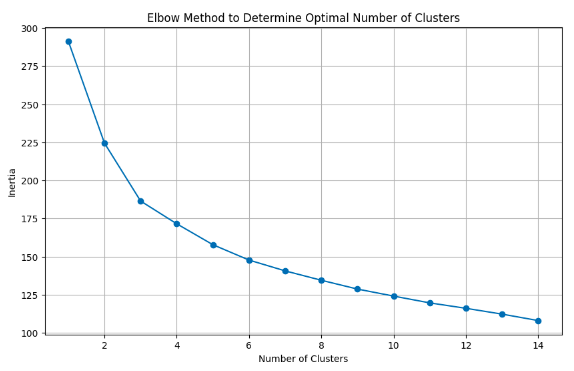 Elbow Method to Determine Optimal Number of Clusters
300
275
250
225
200
175
150
125
100
Inertia
2 4 6 8 10 12 14
Number of Clusters